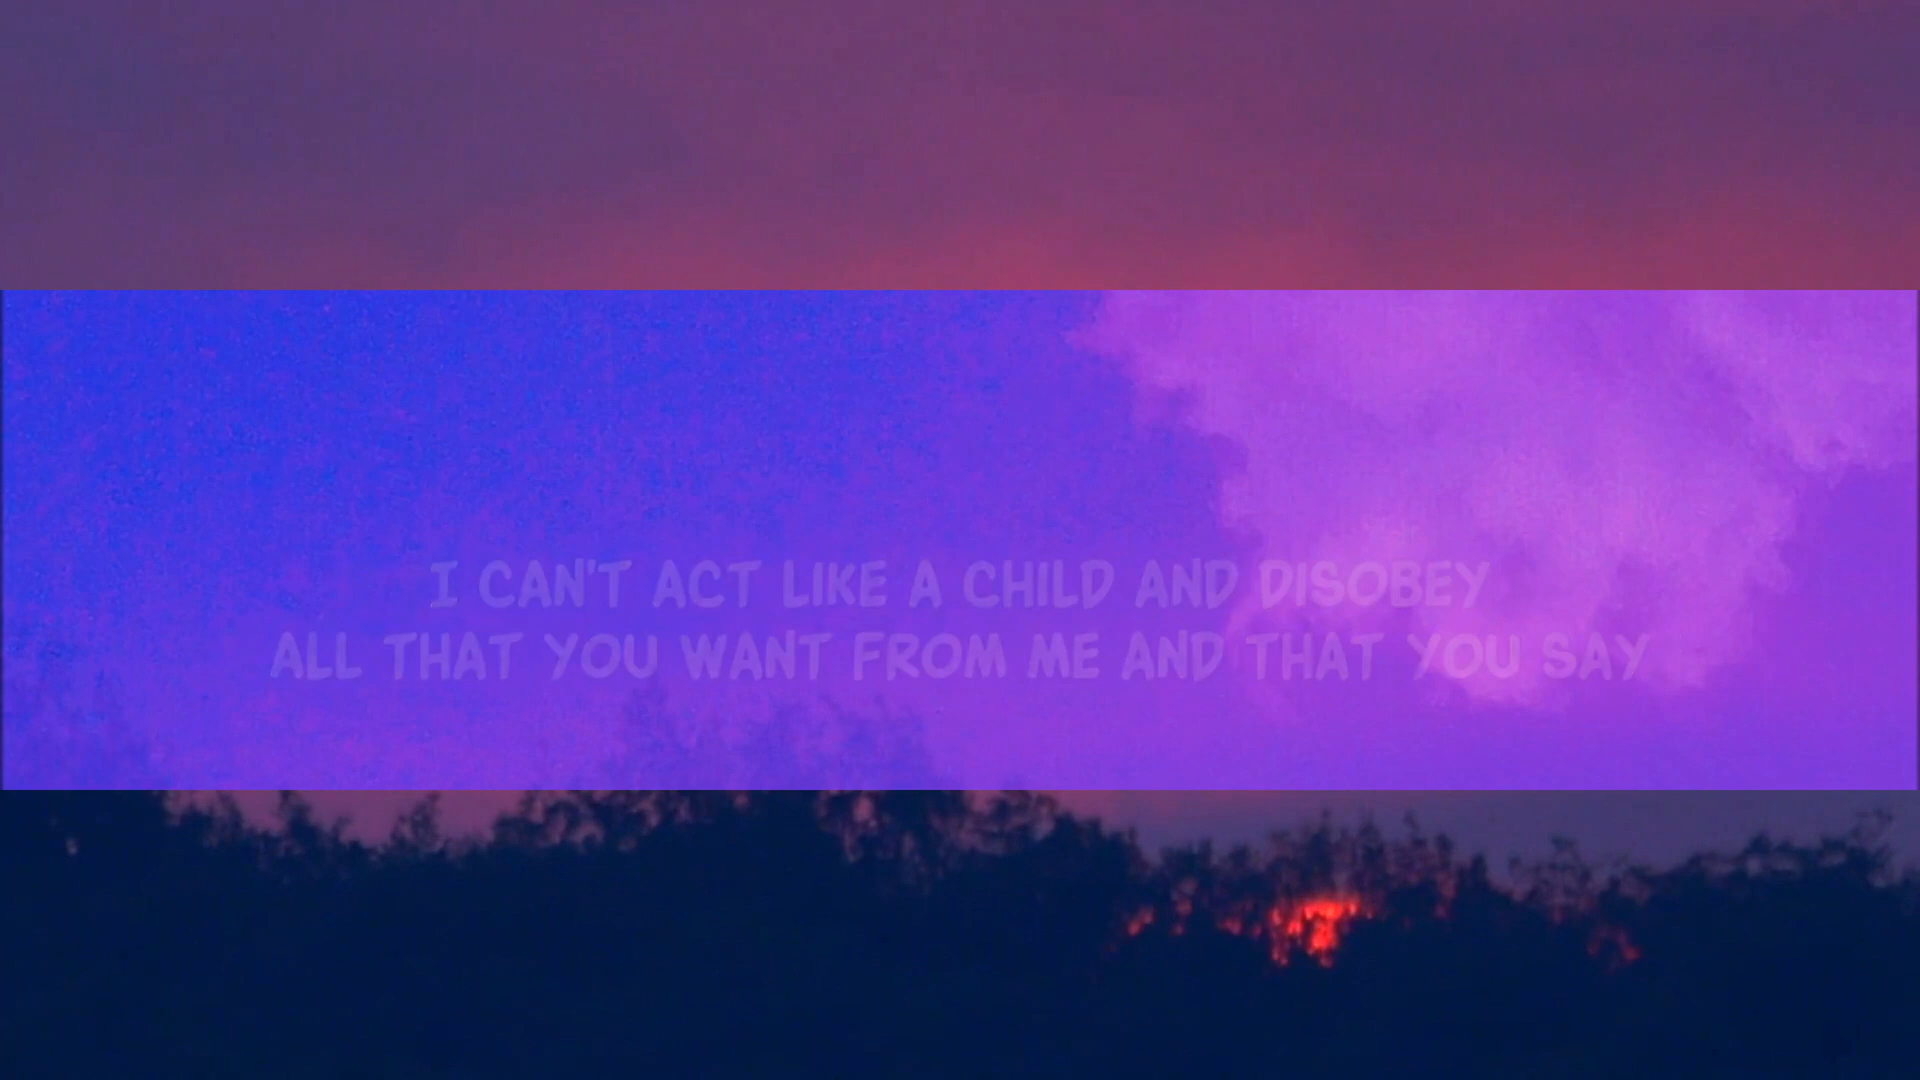 I CAN'T ACT LIKE A CHILD AND DISOBEY
ALL THAT YOU WANT FROM ME AND THAT YOU SAY